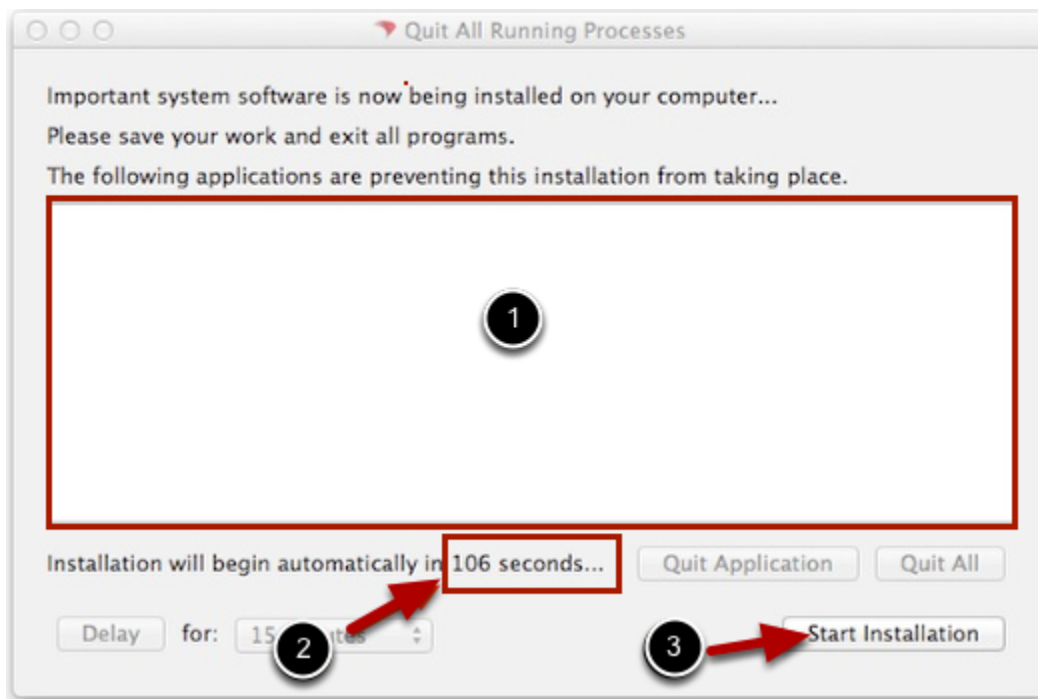 Quit All Running Processes
Important system software is now being installed on your computer...
Please save your work and exit all programs.
The following applications are preventing this installation from taking place.
1
Installation will begin automatically in 106 seconds... Quit Application Quit All
Delay for: 15
2
3
Start Installation